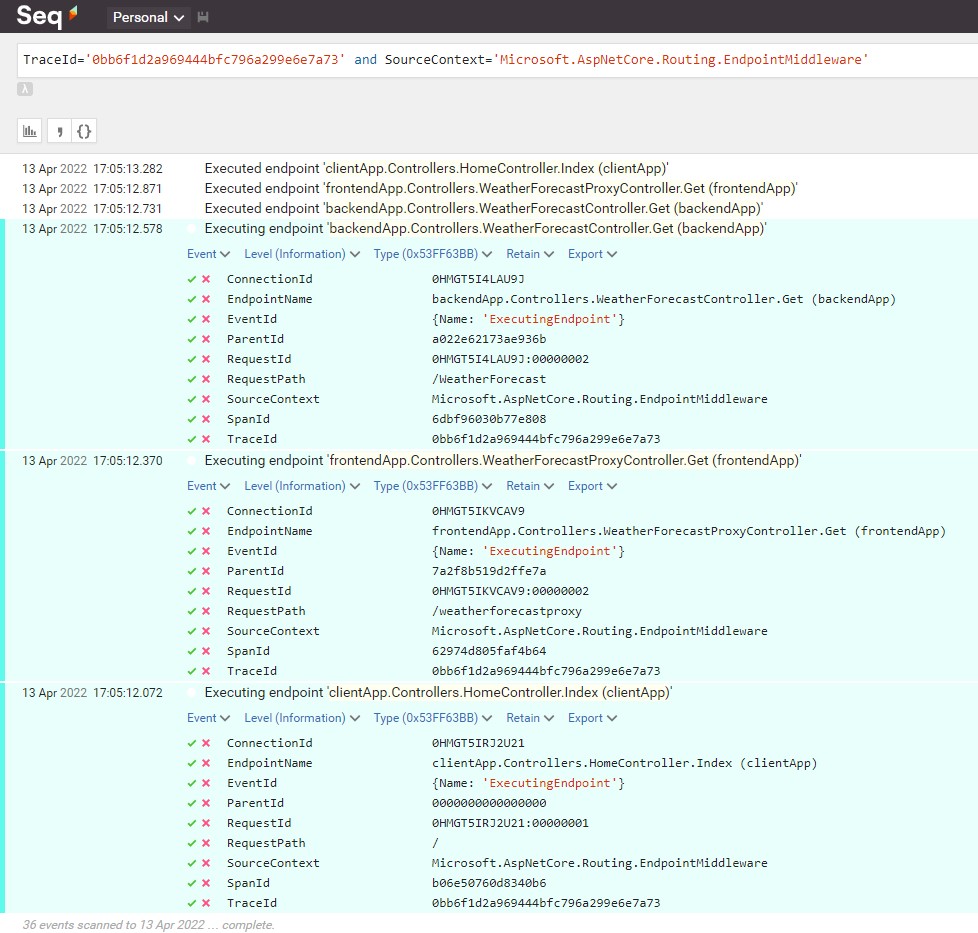 Seq Personal
TraceId='0bb6f1d2a969444bfc796a299e6e7a73' and SourceContext='Microsoft.AspNetCore.Routing.EndpointMiddleware'
λ
, {}
13 Apr 2022 17:05:13.282 Executed endpoint 'clientApp.Controllers.HomeController.Index (clientApp)'
13 Apr 2022 17:05:12.871 Executed endpoint 'frontendApp.Controllers.WeatherForecastProxyController.Get (frontendApp)'
13 Apr 2022 17:05:12.731 Executed endpoint 'backendApp.Controllers.WeatherForecastController.Get (backendApp)'
13 Apr 2022 17:05:12.578 Executing endpoint 'backendApp.Controllers.WeatherForecastController.Get (backendApp)'
Event Level (Information) Type (0x53FF63BB) Retain Export
ConnectionId 0HMGT5I4LAU9J
EndpointName backendApp.Controllers.WeatherForecastController.Get (backendApp)
EventId {Name: 'ExecutingEndpoint'}
ParentId a022e62173ae936b
RequestId 0HMGT5I4LAU9J:00000002
RequestPath /WeatherForecast
SourceContext Microsoft.AspNetCore.Routing.EndpointMiddleware
SpanId 6dbf96030b77e808
TraceId 0bb6f1d2a969444bfc796a299e6e7a73
13 Apr 2022 17:05:12.370 Executing endpoint 'frontendApp.Controllers.WeatherForecastProxyController.Get (frontendApp)'
Event Level (Information) Type (0x53FF63BB) Retain Export
ConnectionId 0HMGT5IKVCAV9
EndpointName frontendApp.Controllers.WeatherForecastProxyController.Get (frontendApp)
EventId {Name: 'ExecutingEndpoint'}
ParentId 7a2f8b519d2ffe7a
RequestId 0HMGT5IKVCAV9:00000002
RequestPath /weatherforecastproxy
SourceContext Microsoft.AspNetCore.Routing.EndpointMiddleware
SpanId 62974d805faf4b64
TraceId 0bb6f1d2a969444bfc796a299e6e7a73
13 Apr 2022 17:05:12.072 Executing endpoint 'clientApp.Controllers.HomeController.Index (clientApp)'
Event Level (Information) Type (0x53FF63BB) Retain Export
ConnectionId 0HMGT5IRJ2U21
EndpointName clientApp.Controllers.HomeController.Index (clientApp)
EventId {Name: 'ExecutingEndpoint'}
ParentId 0000000000000000
RequestId 0HMGT5IRJ2U21:00000001
RequestPath /
SourceContext Microsoft.AspNetCore.Routing.EndpointMiddleware
SpanId b06e50760d8340b6
TraceId 0bb6f1d2a969444bfc796a299e6e7a73
36 events scanned to 13 Apr 2022 ... complete.